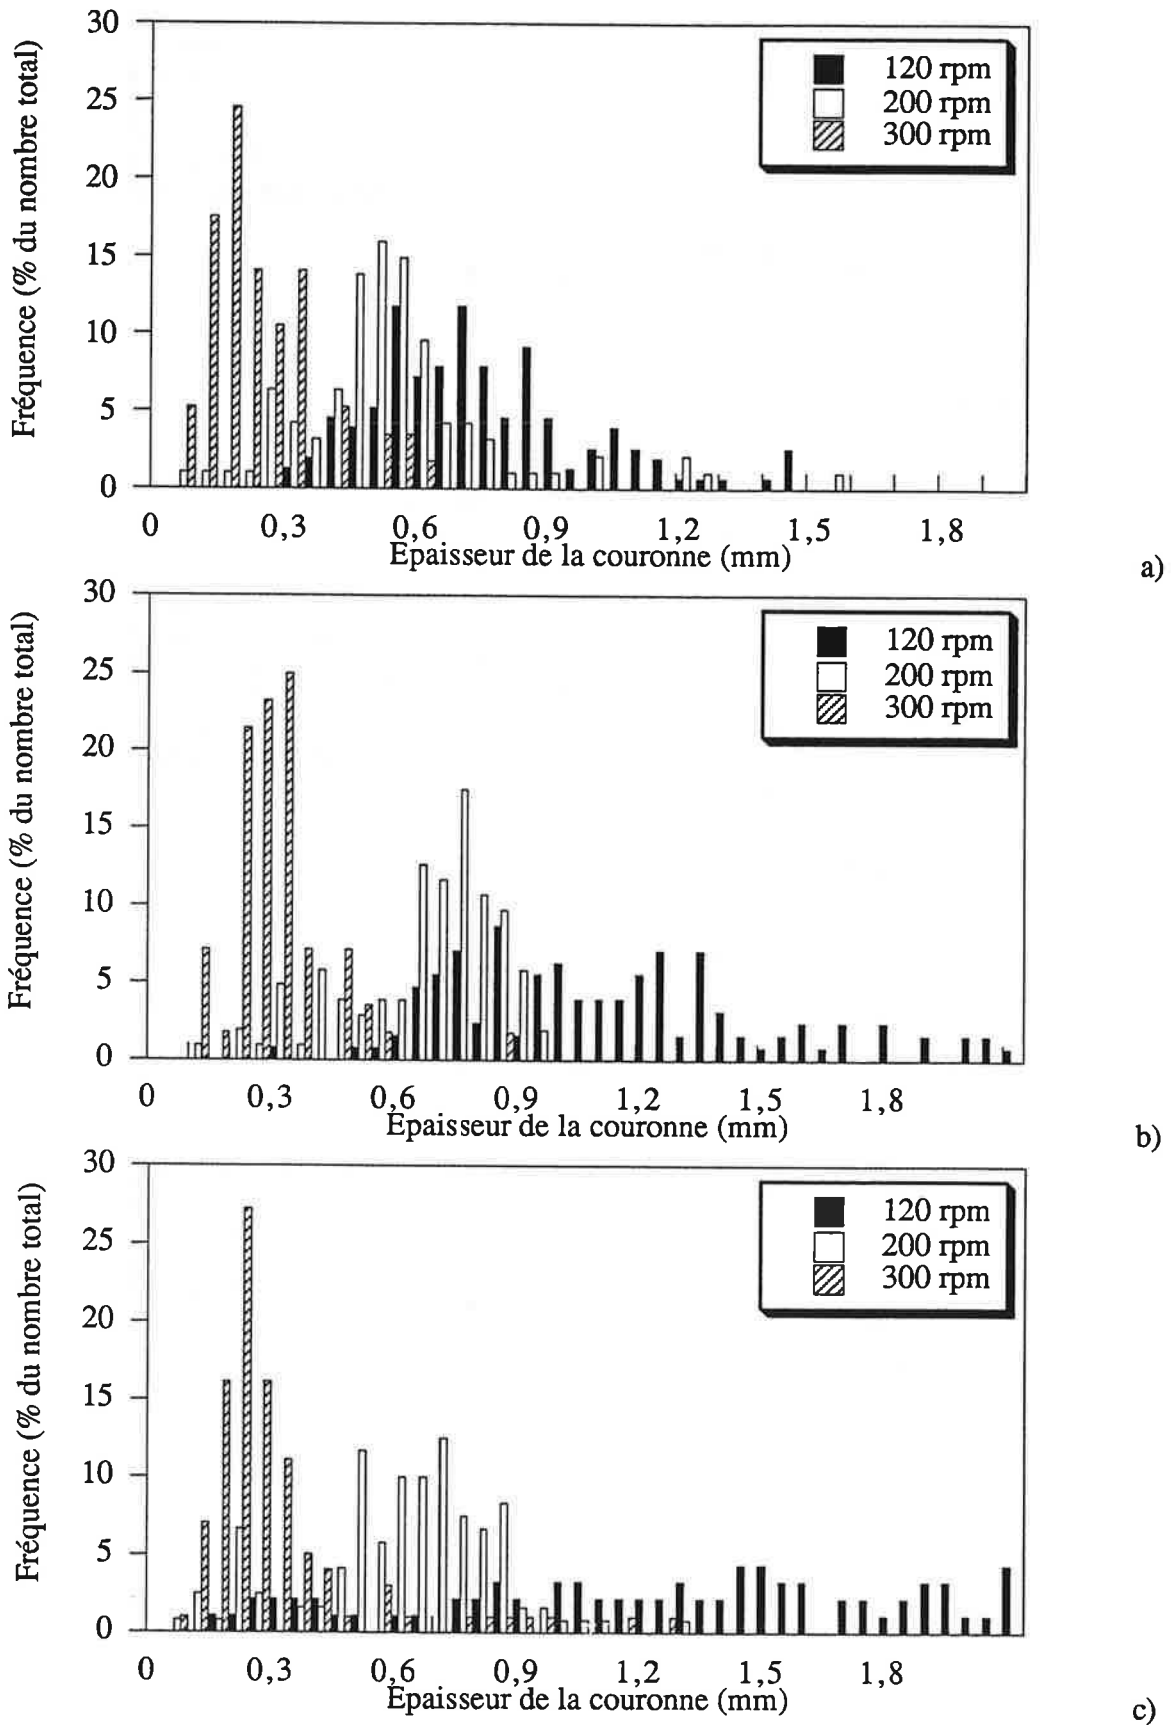 Fréquence (% du nombre total)
30
25
20
15
10
5
0
120 rpm
200 rpm
300 rpm
0 0,3 0,6 0,9 1,2 1,5 1,8
Epaisseur de la couronne (mm)
a)
Fréquence (% du nombre total)
30
25
20
15
10
5
0
120 rpm
200 rpm
300 rpm
0 0,3 0,6 0,9 1,2 1,5 1,8
Epaisseur de la couronne (mm)
b)
Fréquence (% du nombre total)
30
25
20
15
10
5
0
120 rpm
200 rpm
300 rpm
0 0,3 0,6 0,9 1,2 1,5 1,8
Epaisseur de la couronne (mm)
c)